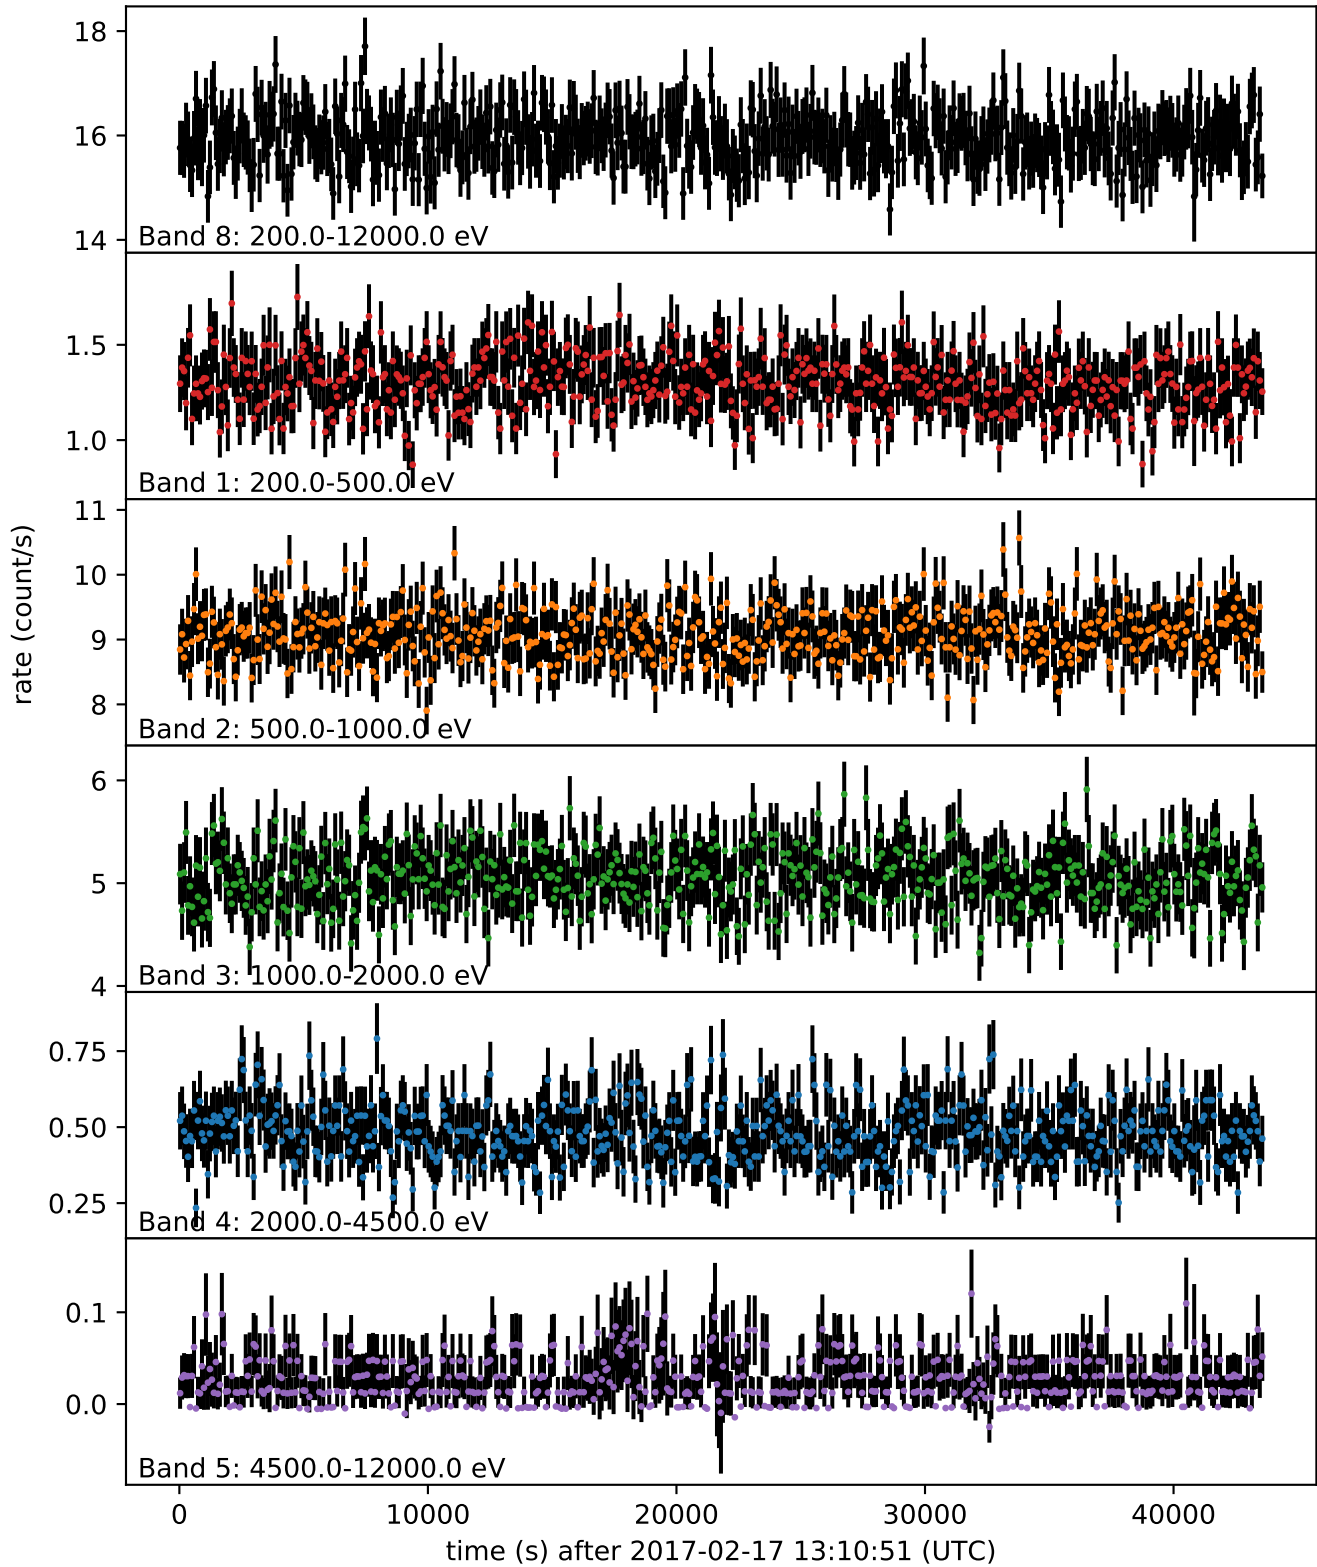 18
16
14
Band 8: 200.0-12000.0 eV
1.5
1.0
Band 1: 200.0-500.0 eV
11
10
9
8
Band 2: 500.0-1000.0 eV
rate (count/s)
6
5
4
Band 3: 1000.0-2000.0 eV
0.75
0.50
0.25
Band 4: 2000.0-4500.0 eV
0.1
0.0
Band 5: 4500.0-12000.0 eV
0 10000 20000 30000 40000
time (s) after 2017-02-17 13:10:51 (UTC)